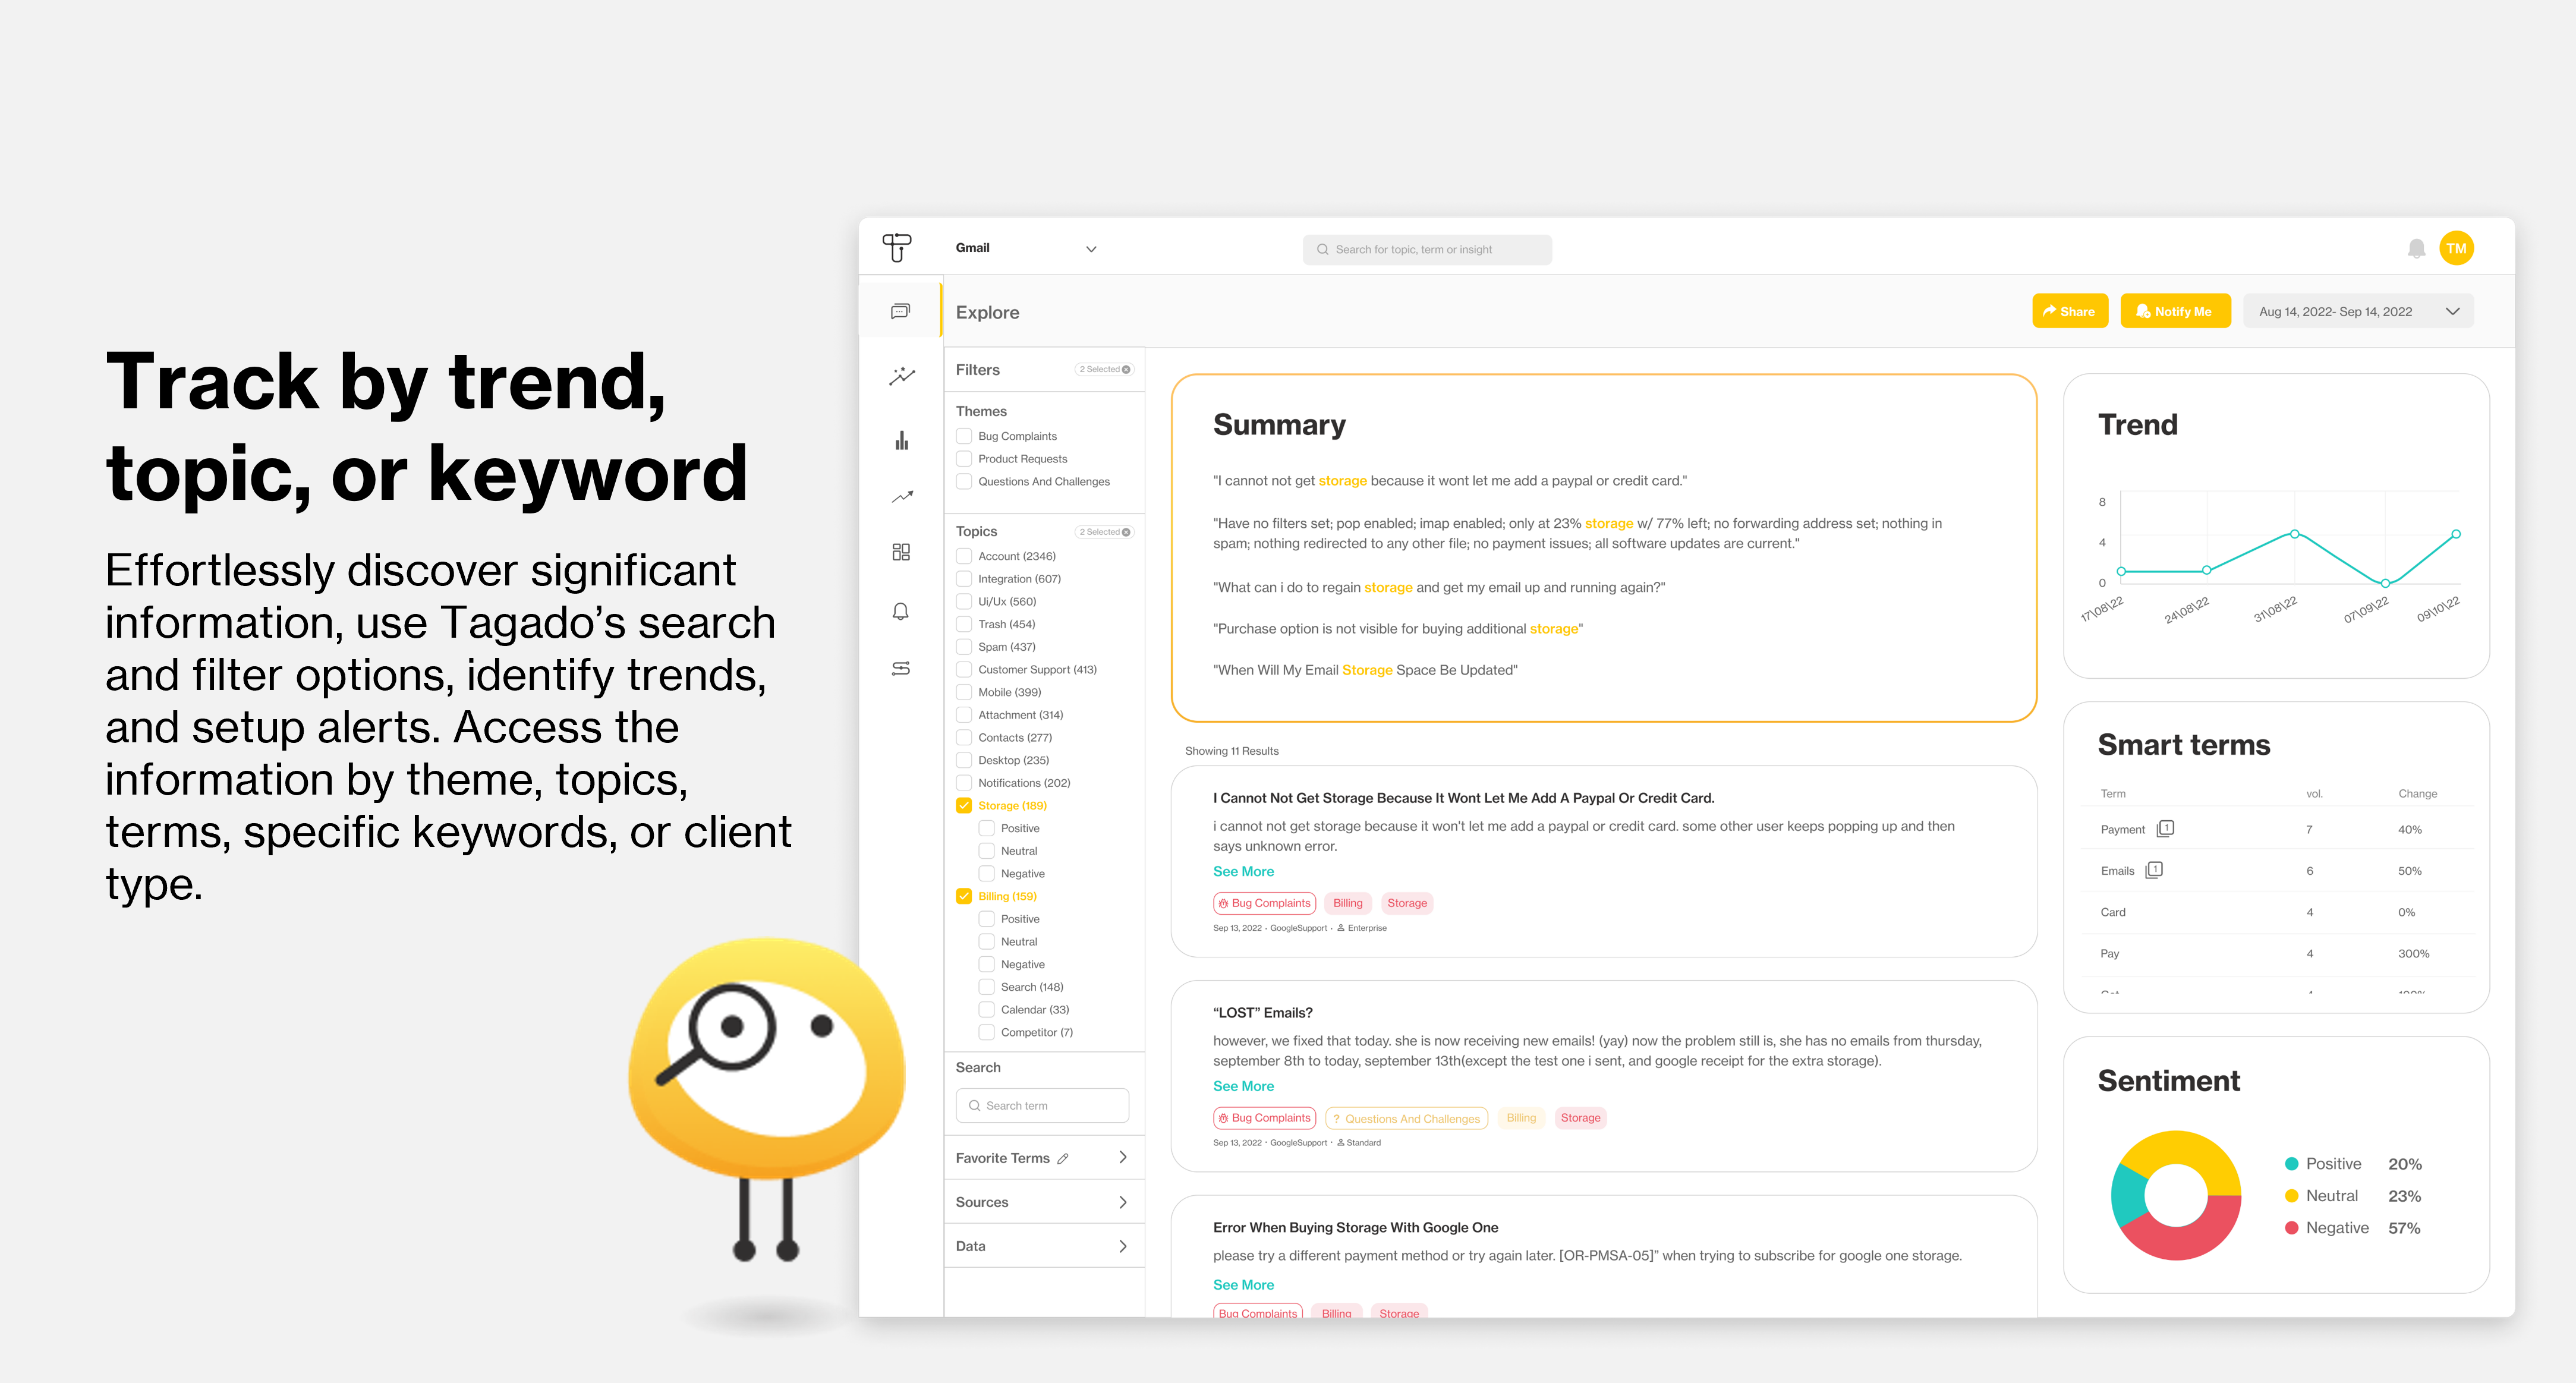 Track by trend,
topic, or keyword
Effortlessly discover significant
information, use Tagado’s search
and filter options, identify trends,
and setup alerts. Access the
information by theme, topics,
terms, specific keywords, or client
type.
Gmail
Search for topic, term or insight
TM
Explore
Share
Notify Me
Aug 14, 2022- Sep 14, 2022
Filters
2 Selected
Themes
Bug Complaints
Product Requests
Questions And Challenges
Topics
2 Selected
Account (2346)
Integration (607)
Ui/Ux (560)
Trash (454)
Spam (437)
Customer Support (413)
Mobile (399)
Attachment (314)
Contacts (277)
Desktop (235)
Notifications (202)
Storage (189)
Positive
Neutral
Negative
Billing (159)
Positive
Neutral
Negative
Search (148)
Calendar (33)
Competitor (7)
Search
Search term
Favorite Terms
Sources
Data
Summary
"I cannot not get storage because it wont let me add a paypal or credit card."
"Have no filters set; pop enabled; imap enabled; only at 23% storage w/ 77% left; no forwarding address set; nothing in
spam; nothing redirected to any other file; no payment issues; all software updates are current."
"What can i do to regain storage and get my email up and running again?"
"Purchase option is not visible for buying additional storage"
"When Will My Email Storage Space Be Updated"
Showing 11 Results
I Cannot Not Get Storage Because It Wont Let Me Add A Paypal Or Credit Card.
i cannot not get storage because it won't let me add a paypal or credit card. some other user keeps popping up and then
says unknown error.
See More
Bug Complaints Billing Storage
Sep 13, 2022 · GoogleSupport · Enterprise
“LOST” Emails?
however, we fixed that today. she is now receiving new emails! (yay) now the problem still is, she has no emails from thursday,
september 8th to today, september 13th(except the test one i sent, and google receipt for the extra storage).
See More
Bug Complaints ? Questions And Challenges Billing Storage
Sep 13, 2022 · GoogleSupport · Standard
Error When Buying Storage With Google One
please try a different payment method or try again later. [OR-PMSA-05]” when trying to subscribe for google one storage.
See More
Bug Complaints Billing Storage
Trend
8
4
0
17\08\22 24\08\22 31\08\22 07\09\22 09\10\22
Smart terms
Term vol. Change
Payment 1 7 40%
Emails 1 6 50%
Card 4 0%
Pay 4 300%
Sentiment
Positive 20%
Neutral 23%
Negative 57%